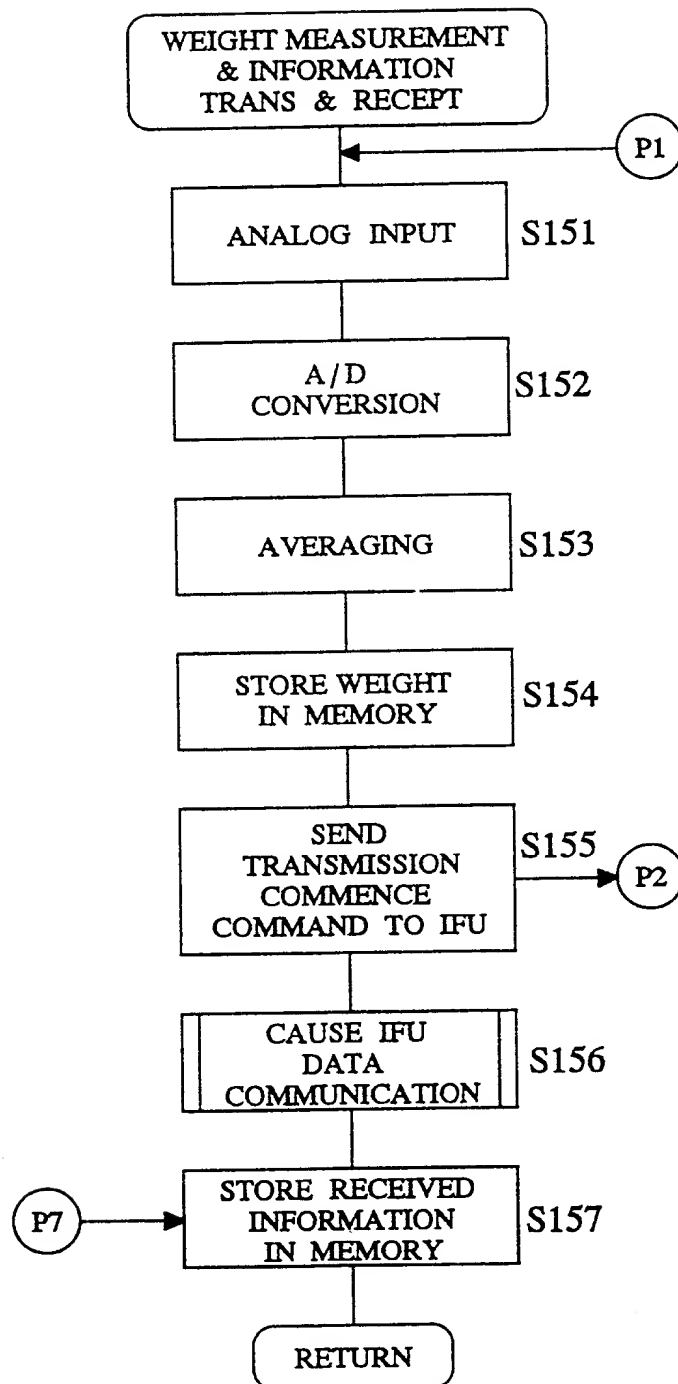 WEIGHT MEASUREMENT
& INFORMATION
TRANS & RECEPT
P1
ANALOG INPUT
S151
A/D
CONVERSION
S152
AVERAGING
S153
STORE WEIGHT
IN MEMORY
S154
SEND
TRANSMISSION
COMMENCE
COMMAND TO IFU
S155
P2
CAUSE IFU
DATA
COMMUNICATION
S156
P7
STORE RECEIVED
INFORMATION
IN MEMORY
S157
RETURN